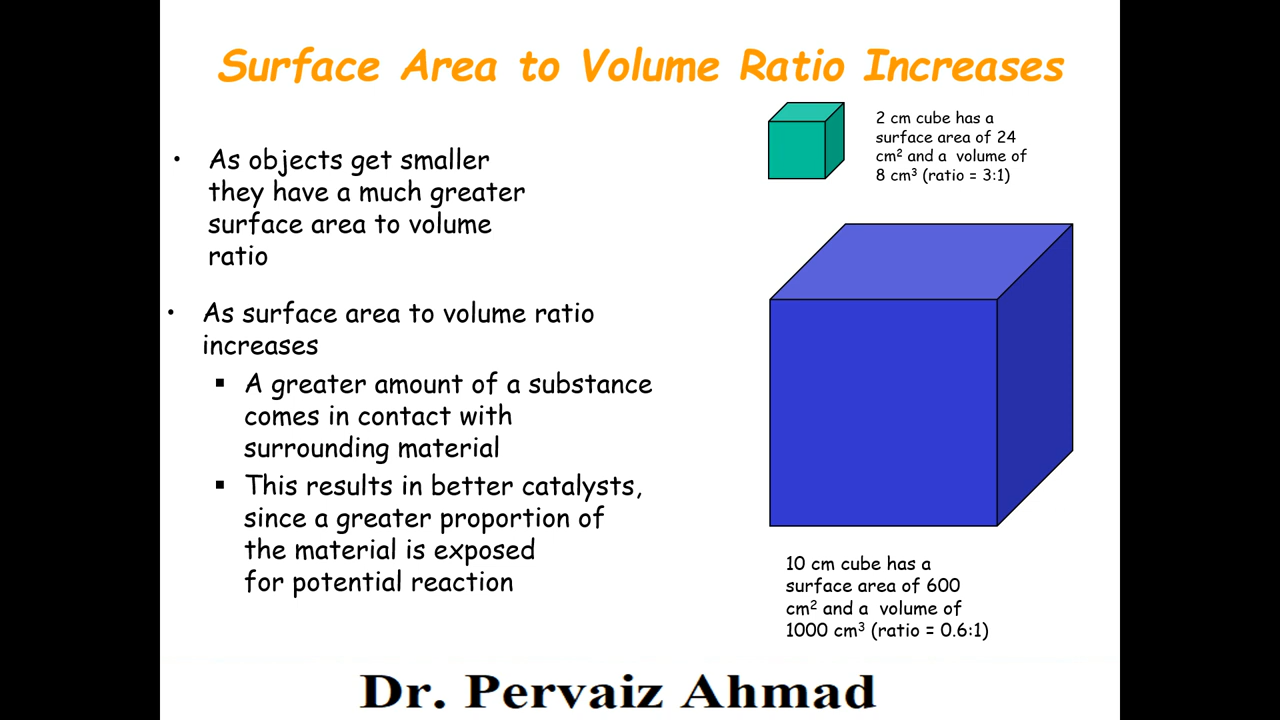 Surface Area to Volume Ratio Increases
• As objects get smaller
they have a much greater
surface area to volume
ratio
• As surface area to volume ratio
increases
▪ A greater amount of a substance
comes in contact with
surrounding material
▪ This results in better catalysts,
since a greater proportion of
the material is exposed
for potential reaction
2 cm cube has a
surface area of 24
cm² and a volume of
8 cm³ (ratio = 3:1)
10 cm cube has a
surface area of 600
cm² and a volume of
1000 cm³ (ratio = 0.6:1)
Dr. Pervaiz Ahmad